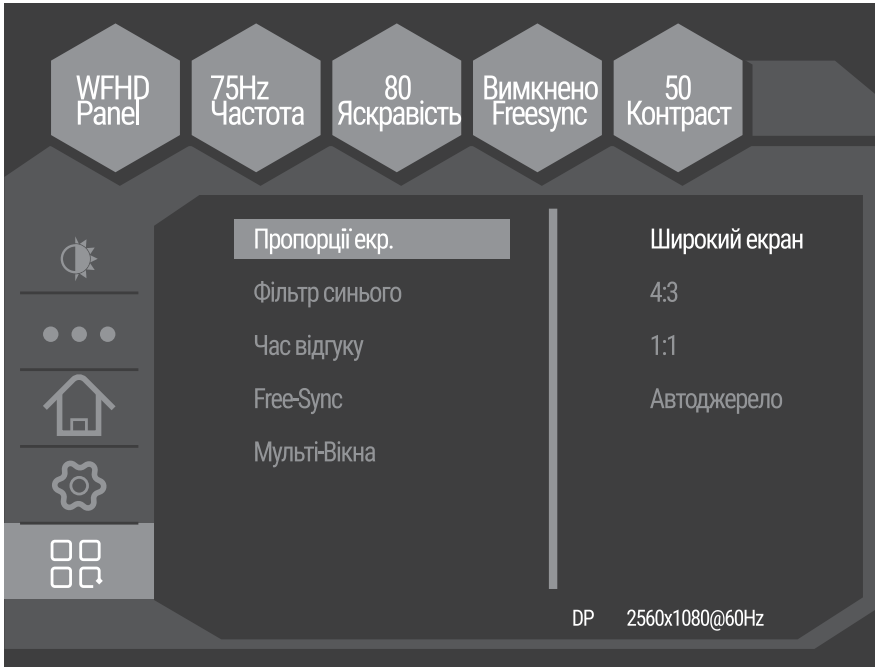 WFHD
Panel
75Hz
Частота
80
Яскравість
Вимкнено
Freesync
50
Контраст
Пропорції екр.
Широкий екран
Фільтр синього
4:3
Час відгуку
1:1
Free-Sync
Автоджерело
Мульті-Вікна
DP 2560x1080@60Hz